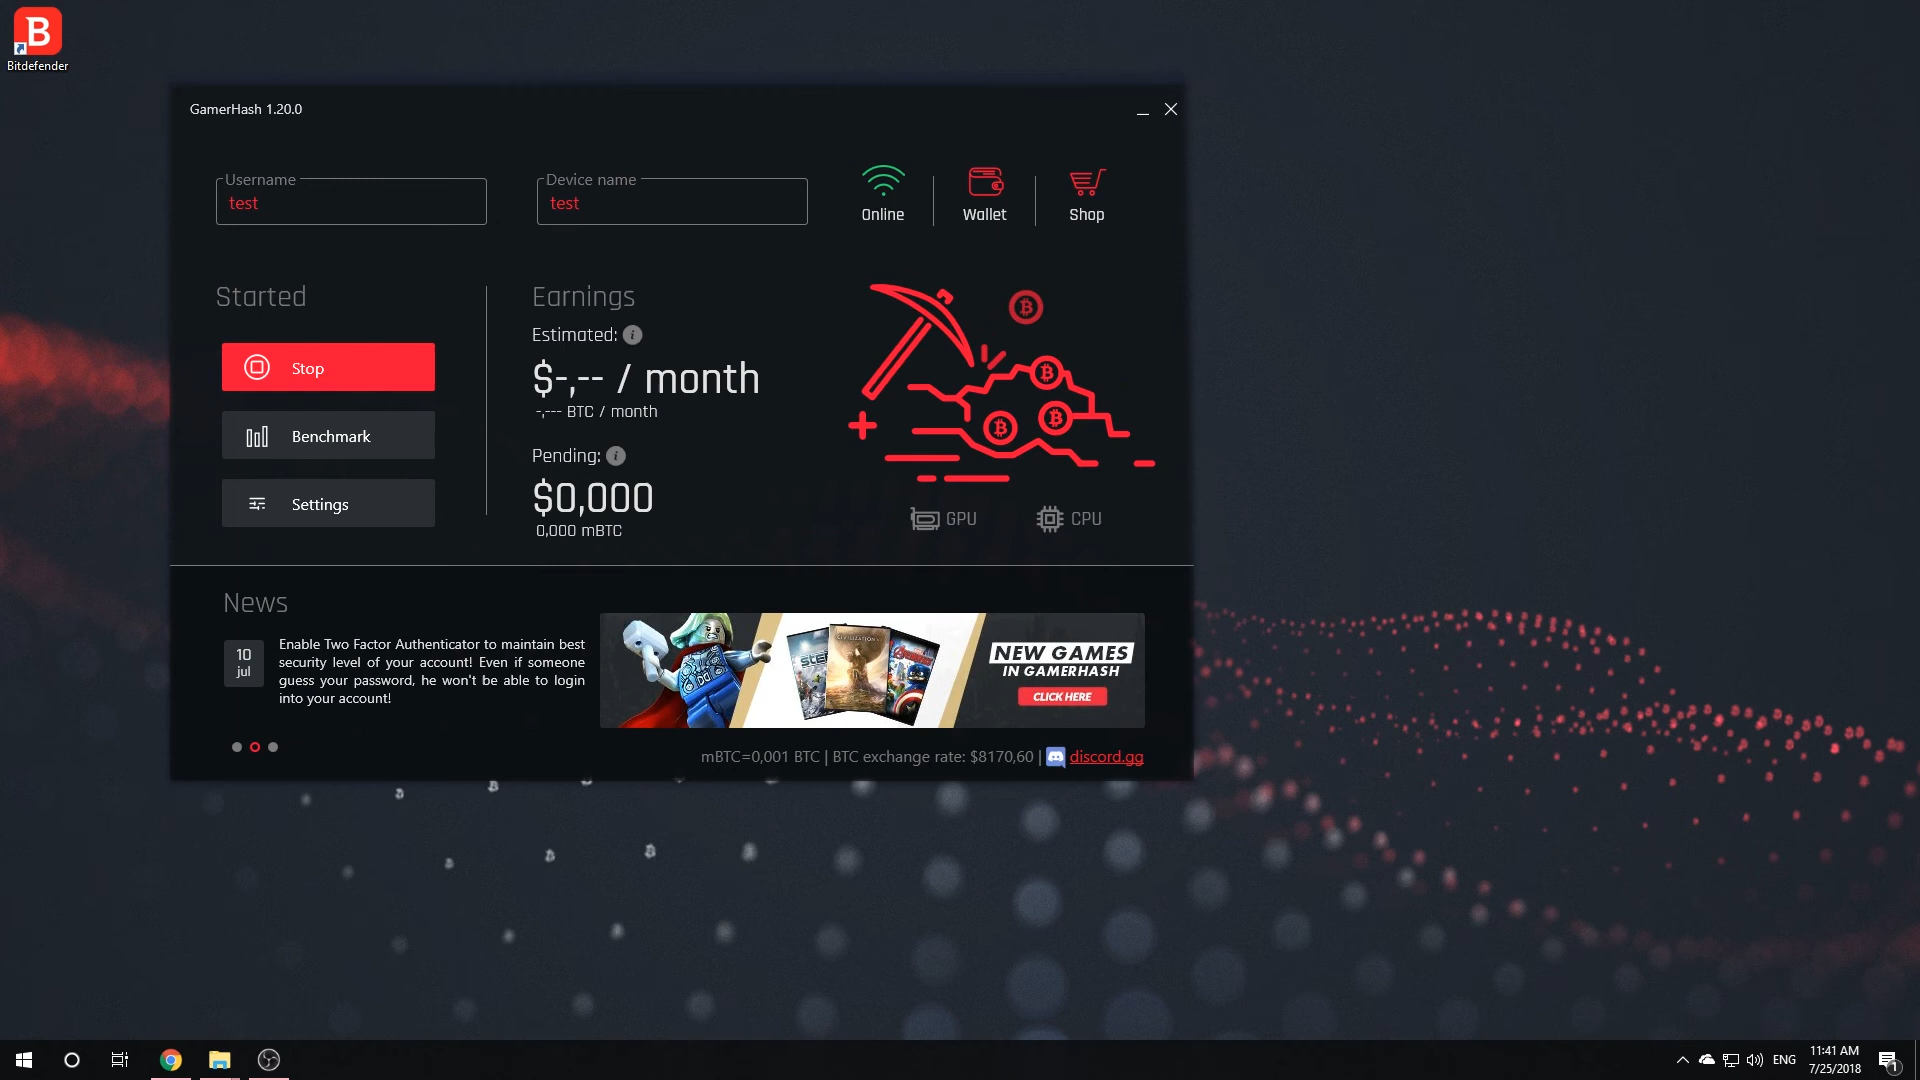 B
Bitdefender
GamerHash 1.20.0
Username
test
Device name
test
Online
Wallet
Shop
Started
Stop
Benchmark
Settings
Earnings
Estimated:
$-,-- / month
-,--- BTC / month
Pending:
$0,000
0,000 mBTC
GPU
CPU
News
10
jul
Enable Two Factor Authenticator to maintain best
security level of your account! Even if someone
guess your password, he won't be able to login
into your account!
CIVILIZATION VI
NEW GAMES
IN GAMERHASH
CLICK HERE
mBTC=0,001 BTC | BTC exchange rate: $8170,60 | discord.gg
ENG
11:41 AM
7/25/2018
1